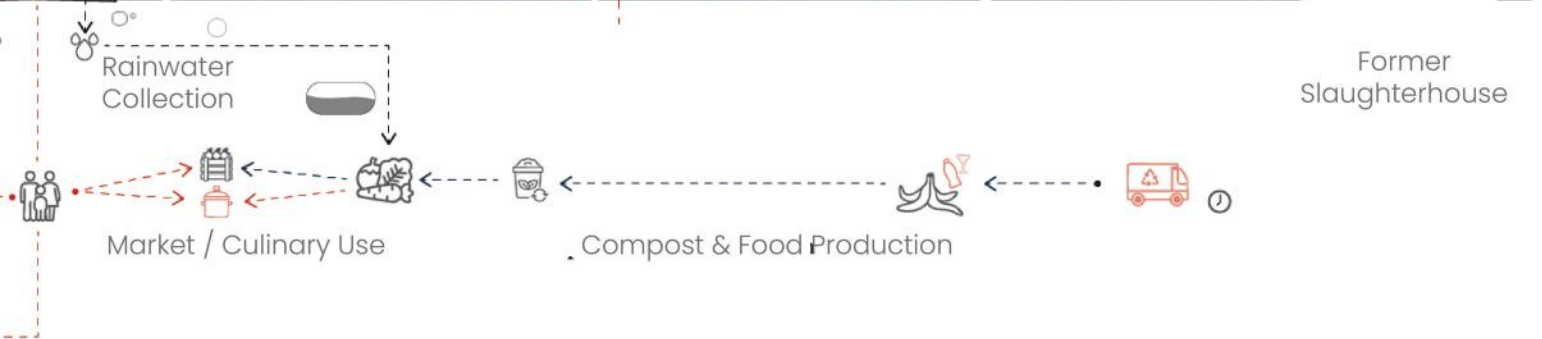 Rainwater
Collection
Former
Slaughterhouse
Market / Culinary Use
Compost & Food Production